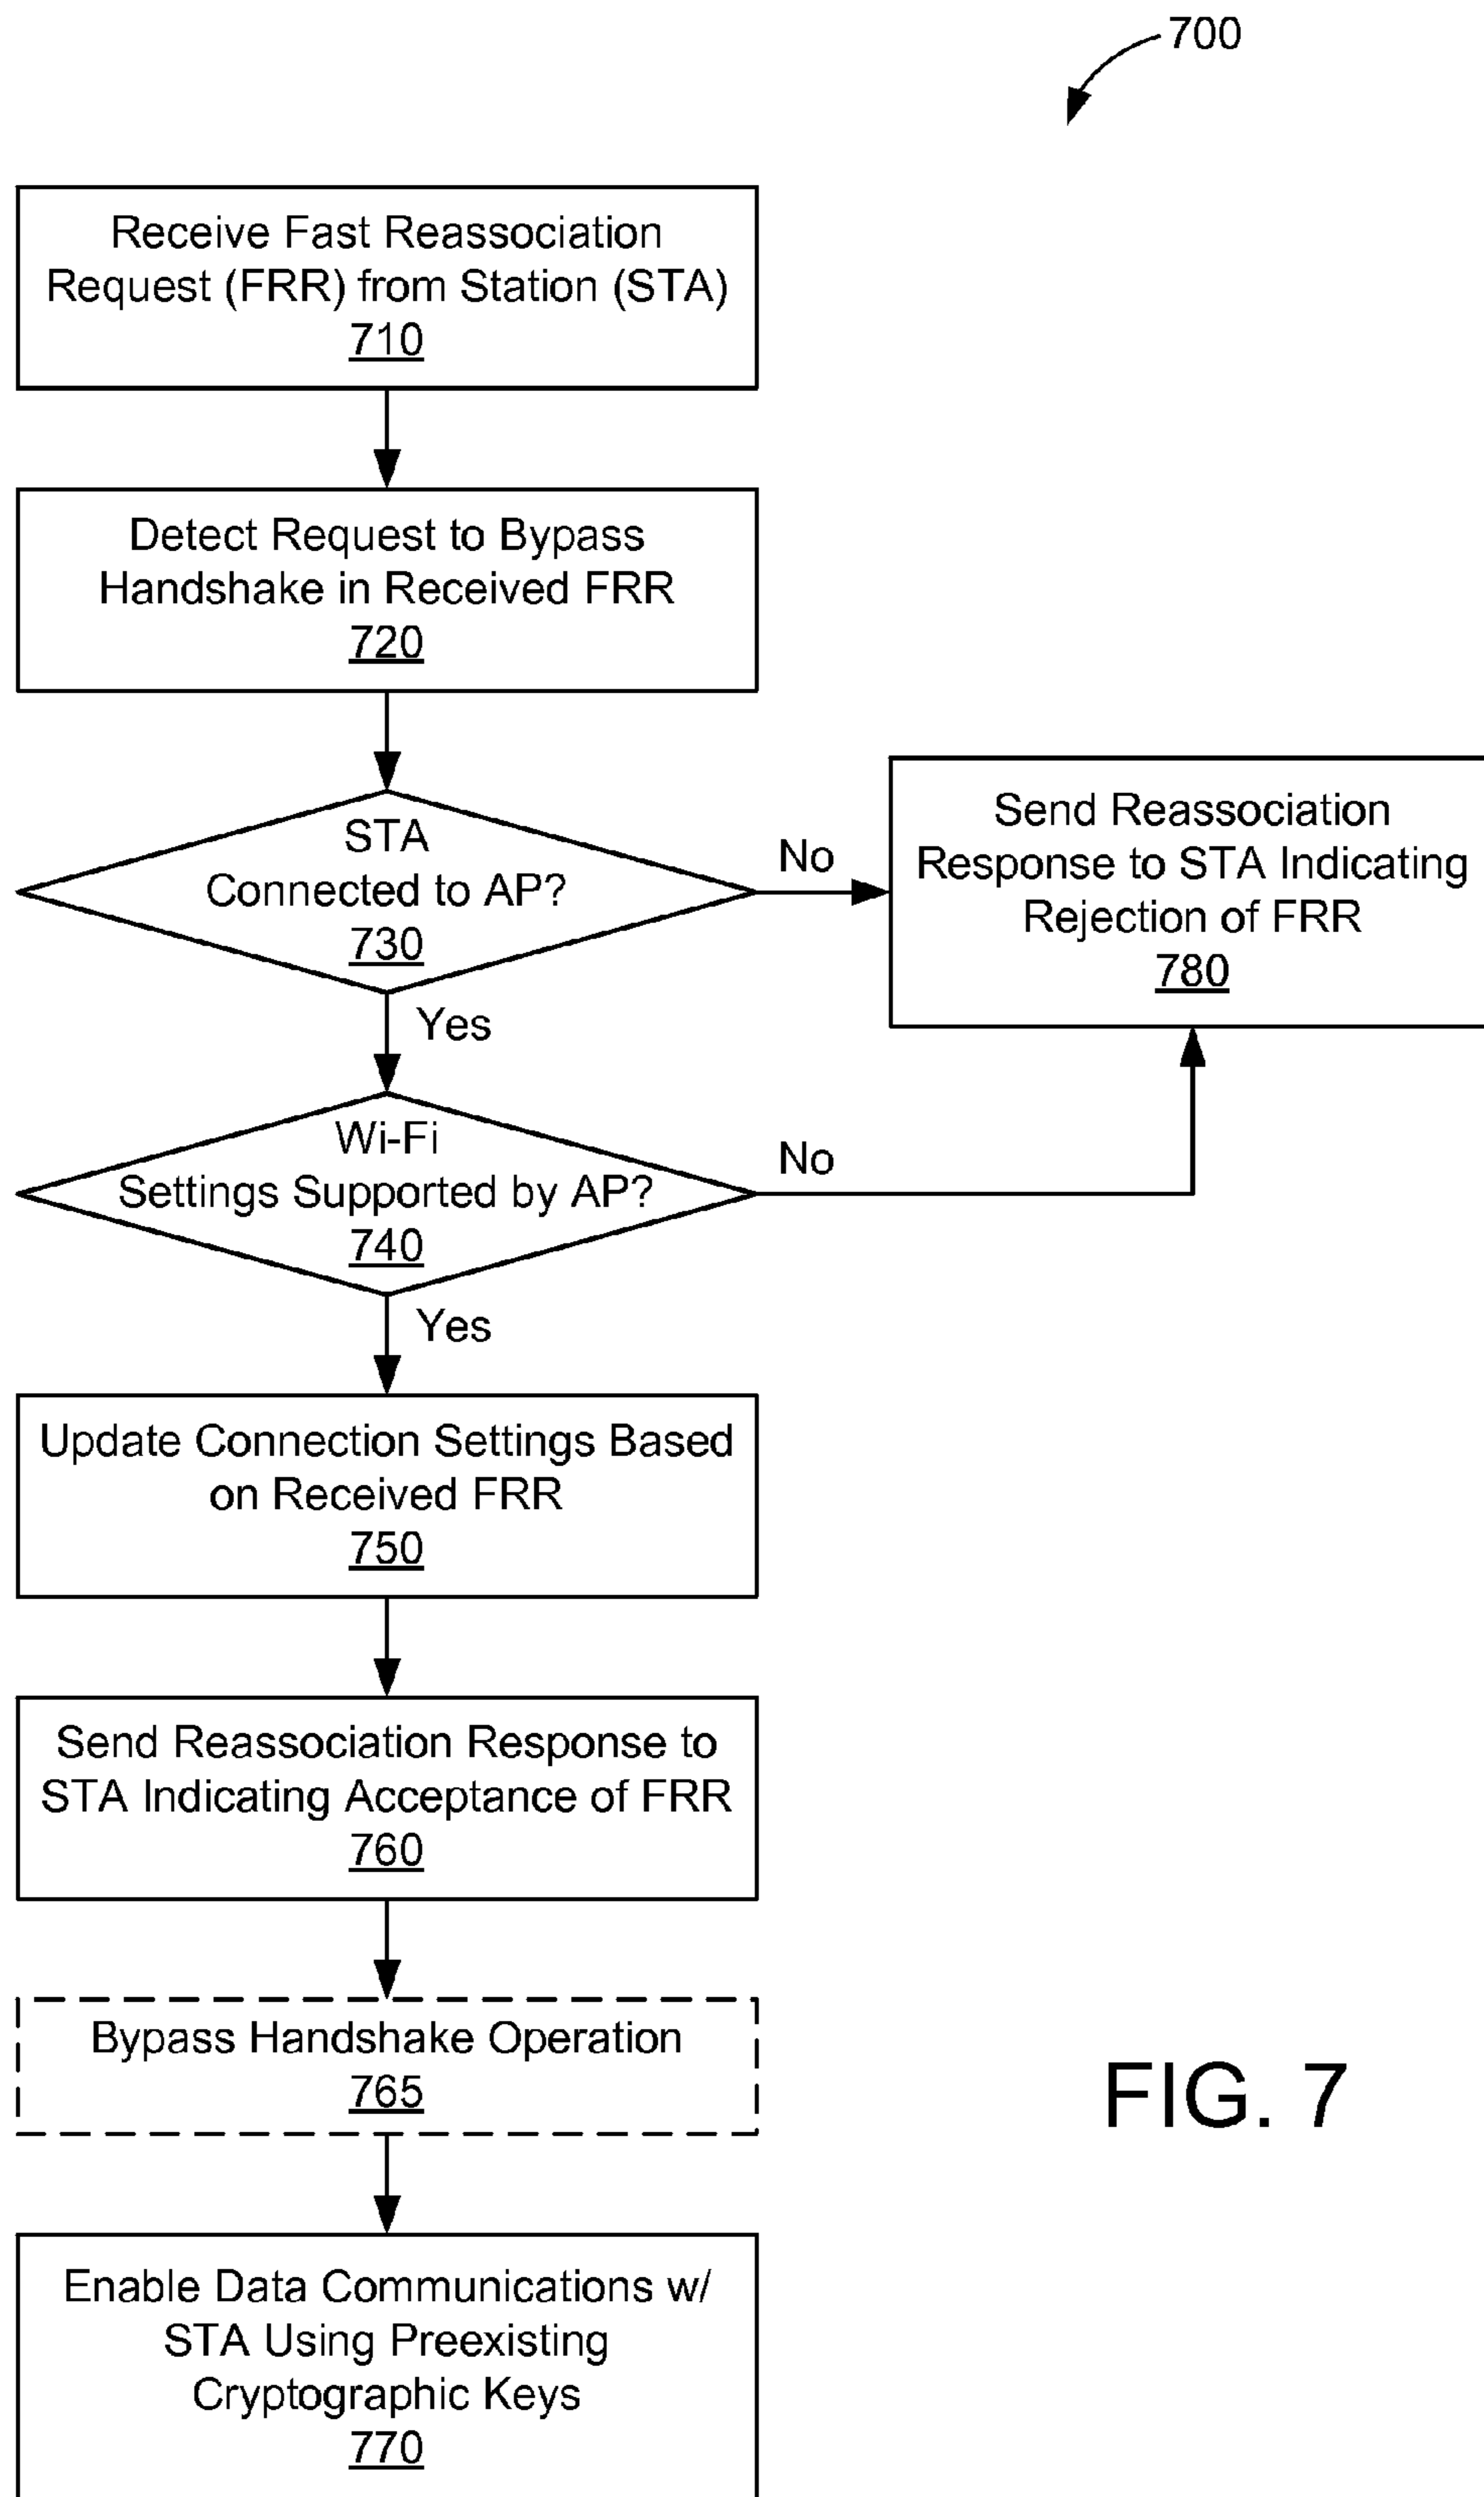 700
Receive Fast Reassociation
Request (FRR) from Station (STA)
710
Detect Request to Bypass
Handshake in Received FRR
720
STA
Connected to AP?
730
No
Send Reassociation
Response to STA Indicating
Rejection of FRR
780
Yes
Wi-Fi
Settings Supported by AP?
740
No
Yes
Update Connection Settings Based
on Received FRR
750
Send Reassociation Response to
STA Indicating Acceptance of FRR
760
Bypass Handshake Operation
765
FIG. 7
Enable Data Communications w/
STA Using Preexisting
Cryptographic Keys
770